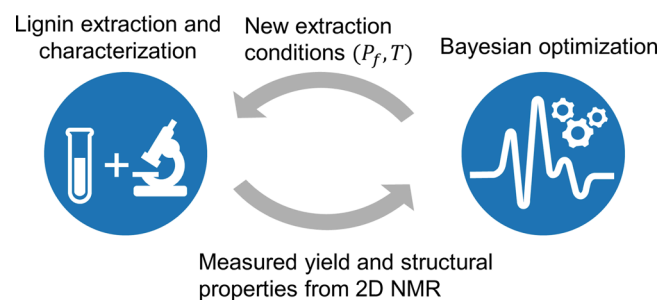 Lignin extraction and
characterization
New extraction
conditions (P_f, T)
Bayesian optimization
+
Measured yield and structural
properties from 2D NMR